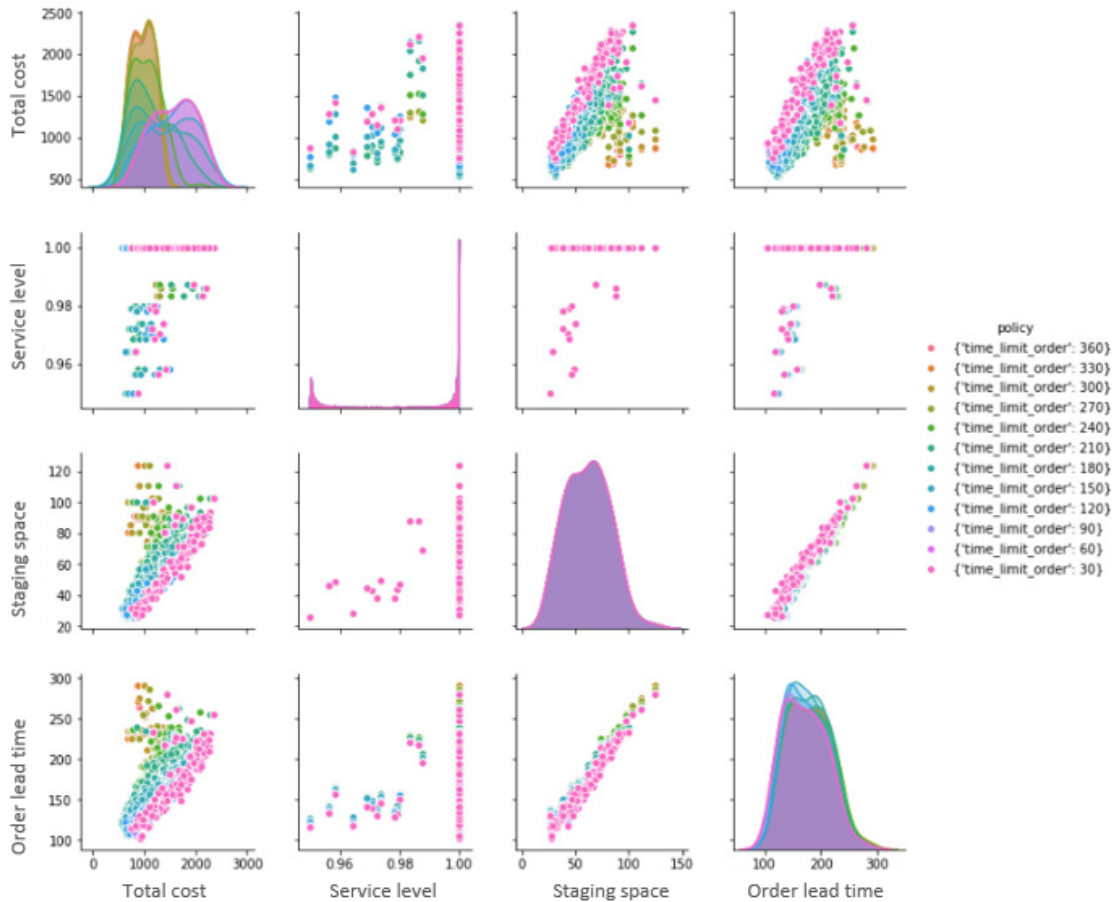 Total cost
2500
2000
1500
1000
500
Service level
1.00
0.98
0.96
Staging space
120
100
80
60
40
20
Order lead time
300
250
200
150
100
0 1000 2000 3000
0.96 0.98 1.00
0 50 100 150
100 200 300
Total cost Service level Staging space Order lead time
policy
{'time_limit_order': 360}
{'time_limit_order': 330}
{'time_limit_order': 300}
{'time_limit_order': 270}
{'time_limit_order': 240}
{'time_limit_order': 210}
{'time_limit_order': 180}
{'time_limit_order': 150}
{'time_limit_order': 120}
{'time_limit_order': 90}
{'time_limit_order': 60}
{'time_limit_order': 30}